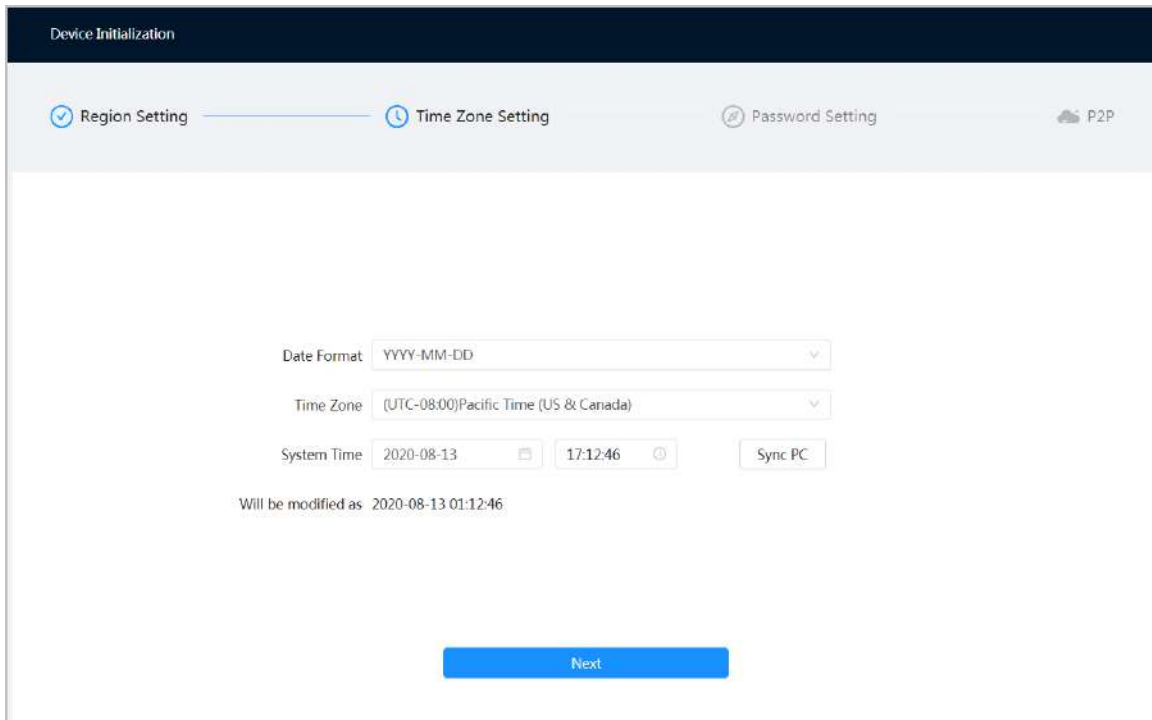 Device Initialization
Region Setting
Time Zone Setting
Password Setting
P2P
Date Format YYYY-MM-DD
Time Zone (UTC-08:00)Pacific Time (US & Canada)
System Time 2020-08-13 17:12:46 Sync PC
Will be modified as 2020-08-13 01:12:46
Next